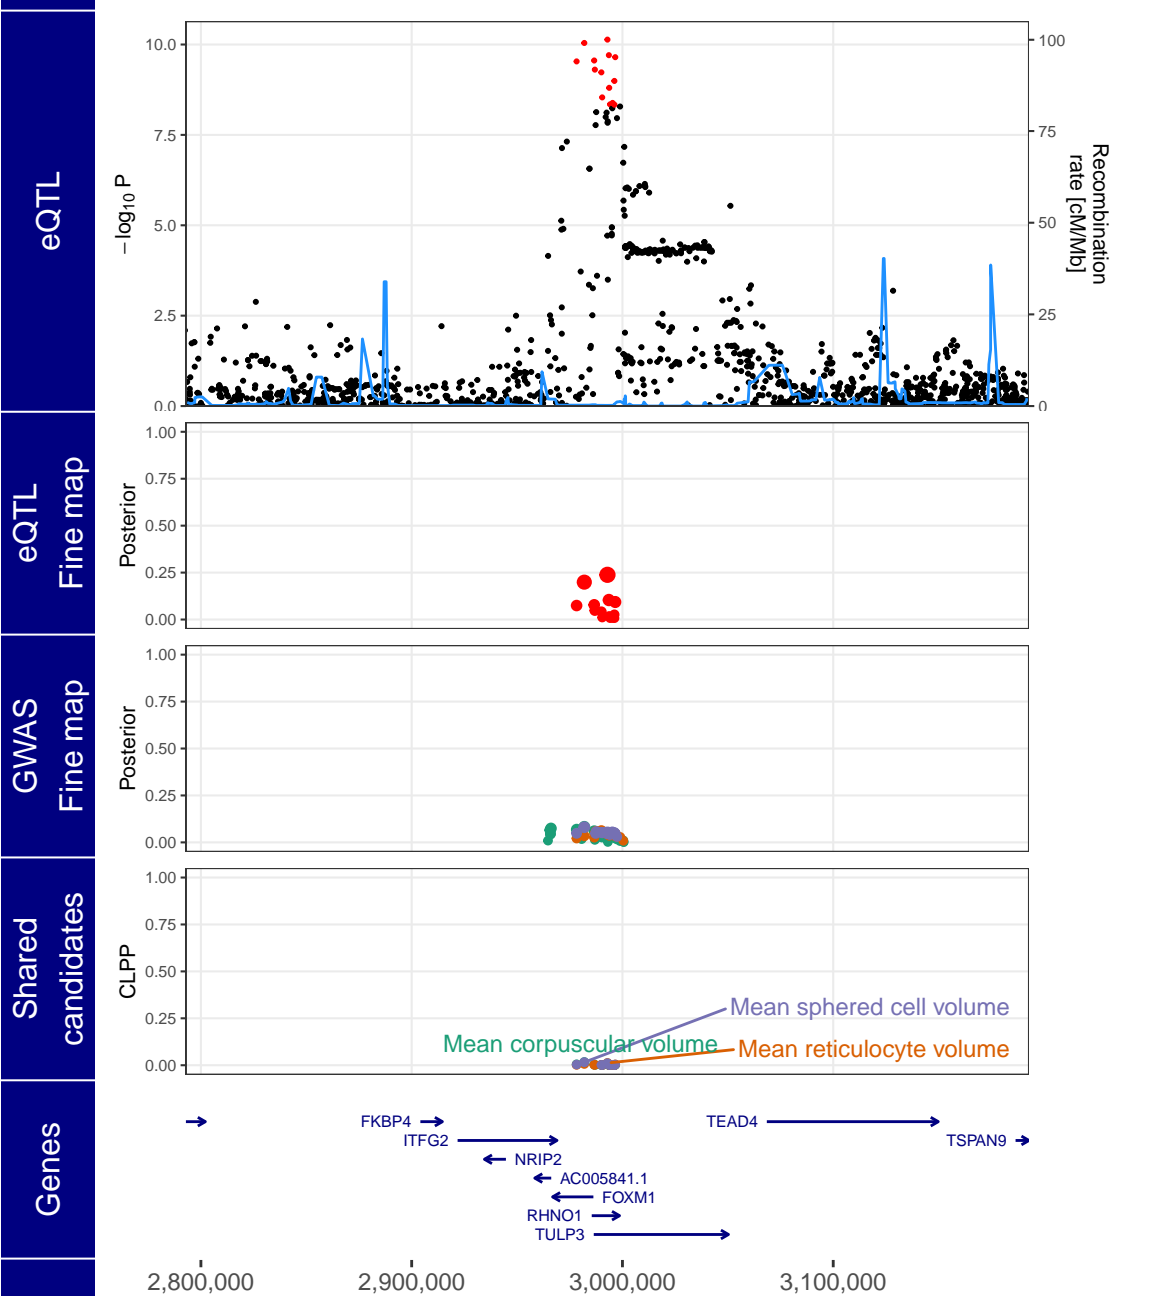 eQTL
−log10 P
10.0
7.5
5.0
2.5
0.0
100
75
50
25
0
Recombination
rate [cM/Mb]
eQTL
Fine map
Posterior
1.00
0.75
0.50
0.25
0.00
GWAS
Fine map
Posterior
1.00
0.75
0.50
0.25
0.00
Shared
candidates
CLPP
1.00
0.75
0.50
0.25
0.00
Mean sphered cell volume
Mean corpuscular volume
Mean reticulocyte volume
Genes
FKBP4
TEAD4
ITFG2
TSPAN9
NRIP2
AC005841.1
FOXM1
RHNO1
TULP3
2,800,000
2,900,000
3,000,000
3,100,000